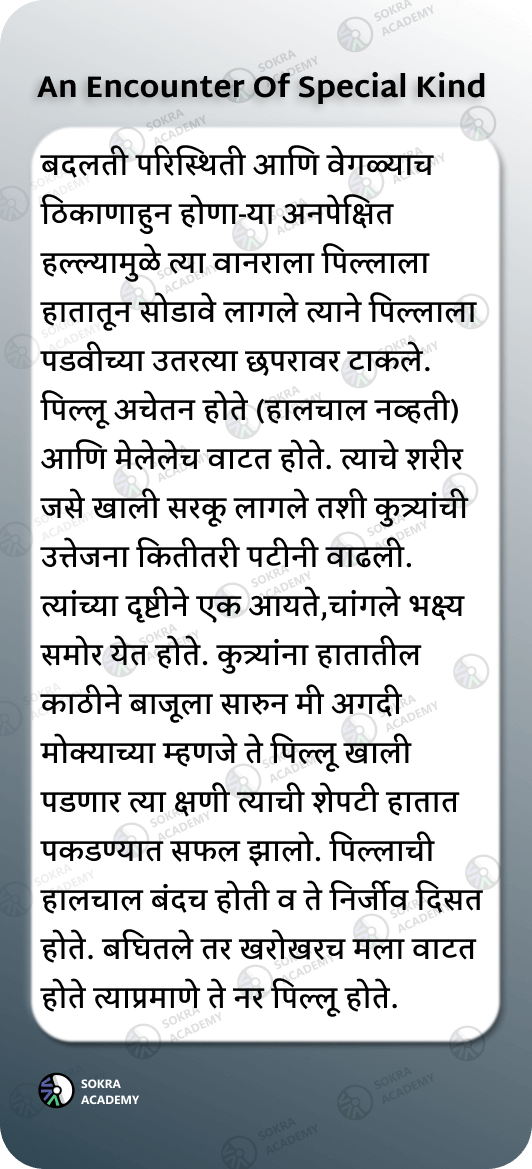 An Encounter Of Special Kind
बदलती परिस्थिती आणि वेगळ्याच
ठिकाणाहुन होणा-या अनपेक्षित
हल्ल्यामुळे त्या वानराला पिल्लाला
हातातून सोडावे लागले त्याने पिल्लाला
पडवीच्या उतरत्या छपरावर टाकले.
पिल्लू अचेतन होते (हालचाल नव्हती)
आणि मेलेलेच वाटत होते. त्याचे शरीर
जसे खाली सरकू लागले तशी कुत्र्यांची
उत्तेजना कितीतरी पटीनी वाढली.
त्यांच्या दृष्टीने एक आयते,चांगले भक्ष्य
समोर येत होते. कुत्र्यांना हातातील
काठीने बाजूला सारुन मी अगदी
मोक्याच्या म्हणजे ते पिल्लू खाली
पडणार त्या क्षणी त्याची शेपटी हातात
पकडण्यात सफल झालो. पिल्लाची
हालचाल बंदच होती व ते निर्जीव दिसत
होते. बघितले तर खरोखरच मला वाटत
होते त्याप्रमाणे ते नर पिल्लू होते.
SOKRA
ACADEMY